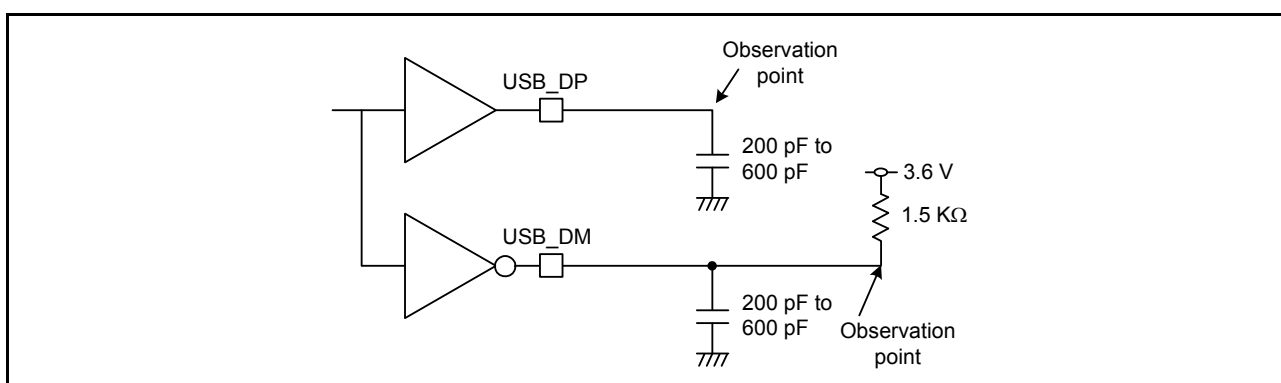 Observation
point
USB_DP
200 pF to
600 pF
3.6 V
1.5 KΩ
USB_DM
200 pF to
600 pF
Observation
point